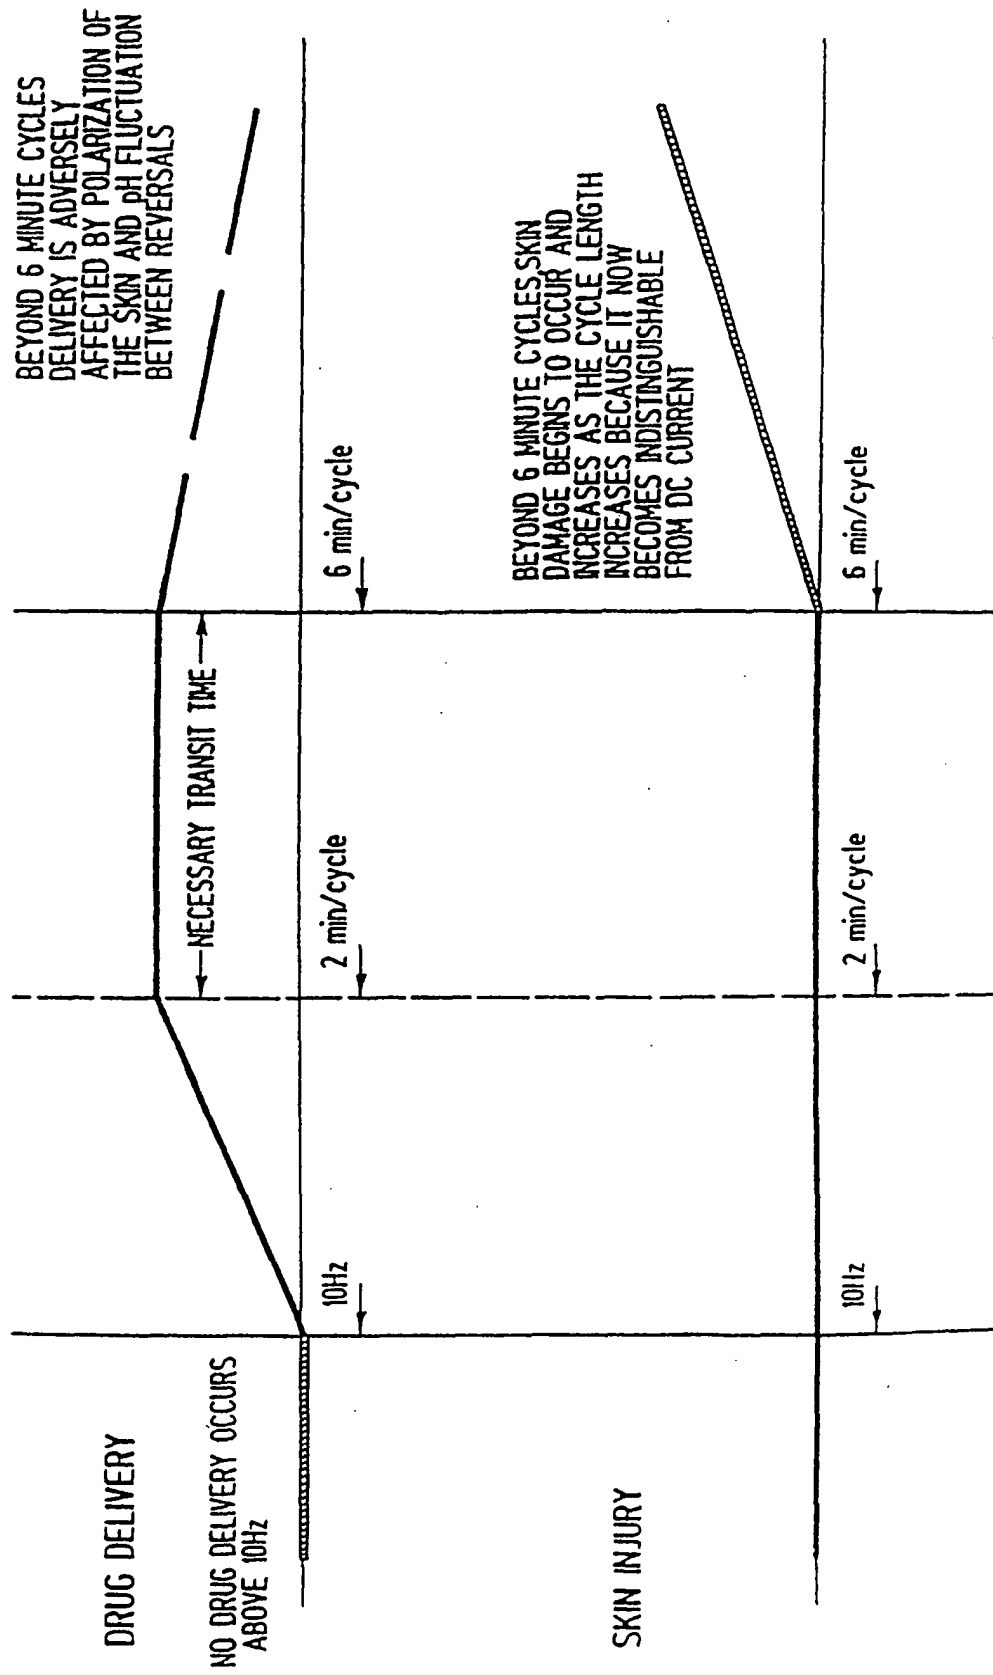 DRUG DELIVERY
NO DRUG DELIVERY OCCURS
ABOVE 10Hz
10Hz
2 min/cycle
NECESSARY TRANSIT TIME
6 min/cycle
BEYOND 6 MINUTE CYCLES
DELIVERY IS ADVERSELY
AFFECTED BY POLARIZATION OF
THE SKIN AND pH FLUCTUATION
BETWEEN REVERSALS
SKIN INJURY
10Hz
2 min/cycle
6 min/cycle
BEYOND 6 MINUTE CYCLES,SKIN
DAMAGE BEGINS TO OCCUR AND
INCREASES AS THE CYCLE LENGTH
INCREASES BECAUSE IT NOW
BECOMES INDISTINGUISHABLE
FROM DC CURRENT